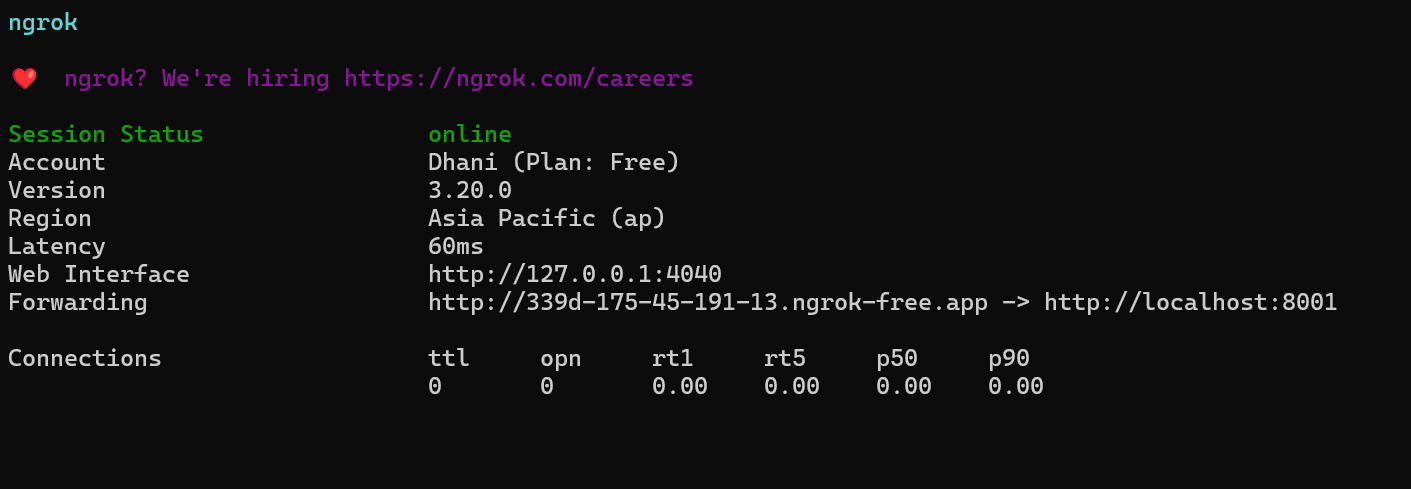 ngrok
❤️ ngrok? We're hiring https://ngrok.com/careers
Session Status online
Account Dhani (Plan: Free)
Version 3.20.0
Region Asia Pacific (ap)
Latency 60ms
Web Interface http://127.0.0.1:4040
Forwarding http://339d-175-45-191-13.ngrok-free.app -> http://localhost:8001
Connections ttl opn rt1 rt5 p50 p90
0 0 0.00 0.00 0.00 0.00